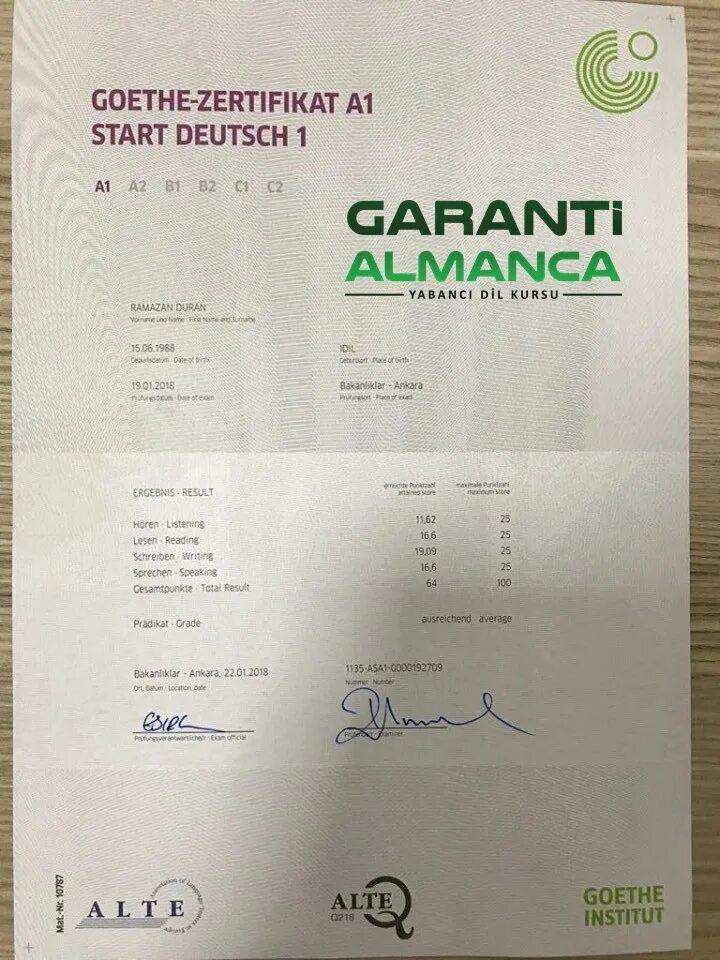 GOETHE-ZERTIFIKAT A1
START DEUTSCH 1
A1 A2 B1 B2 C1 C2
GARANTİ
ALMANCA
YABANCI DİL KURSU
RAMAZAN DURAN
Vorname und Name · First Name and Surname
15.06.1988 IDIL
Geburtsdatum · Date of birth Geburtsort · Place of birth
19.01.2018 Bakanlıklar - Ankara
Prüfungsdatum · Date of exam Prüfungsort · Place of exam
ERGEBNIS · RESULT erreichte Punktzahl maximale Punktzahl
attained score maximum score
Hören · Listening 11,62 25
Lesen · Reading 16,6 25
Schreiben · Writing 19,09 25
Sprechen · Speaking 16,6 25
Gesamtpunkte · Total Result 64 100
Prädikat · Grade ausreichend · average
Bakanlıklar - Ankara, 22.01.2018 1135-ASA1-0000192709
Ort, Datum · Location, date Nummer · Number
Prüfungsverantwortliche/r · Exam official Examiner
Mat.-Nr. 10787
ALTE
Association of Language Testers in Europe
ALTE
Q218
GOETHE
INSTITUT